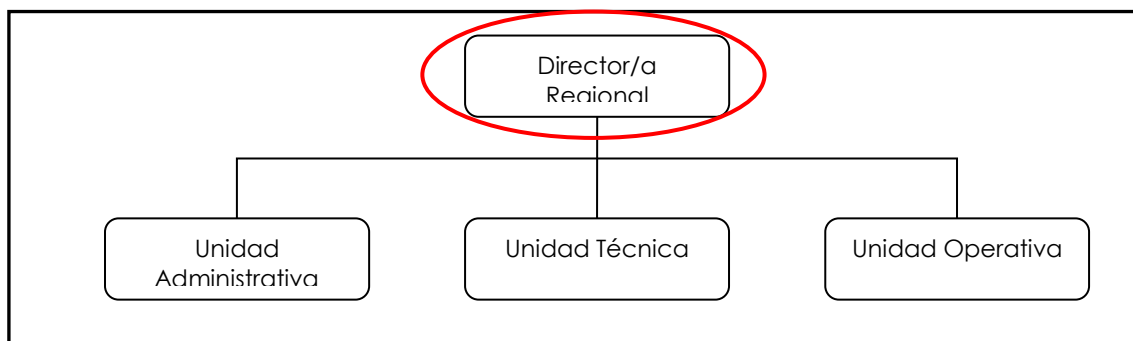 Director/a
Regional
Unidad
Administrativa
Unidad Técnica
Unidad Operativa